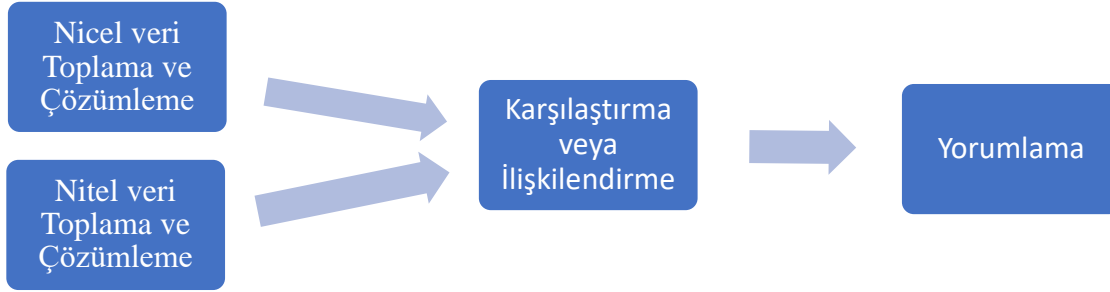 Nicel veri
Toplama ve
Çözümleme
Nitel veri
Toplama ve
Çözümleme
Karşılaştırma
veya
İlişkilendirme
Yorumlama